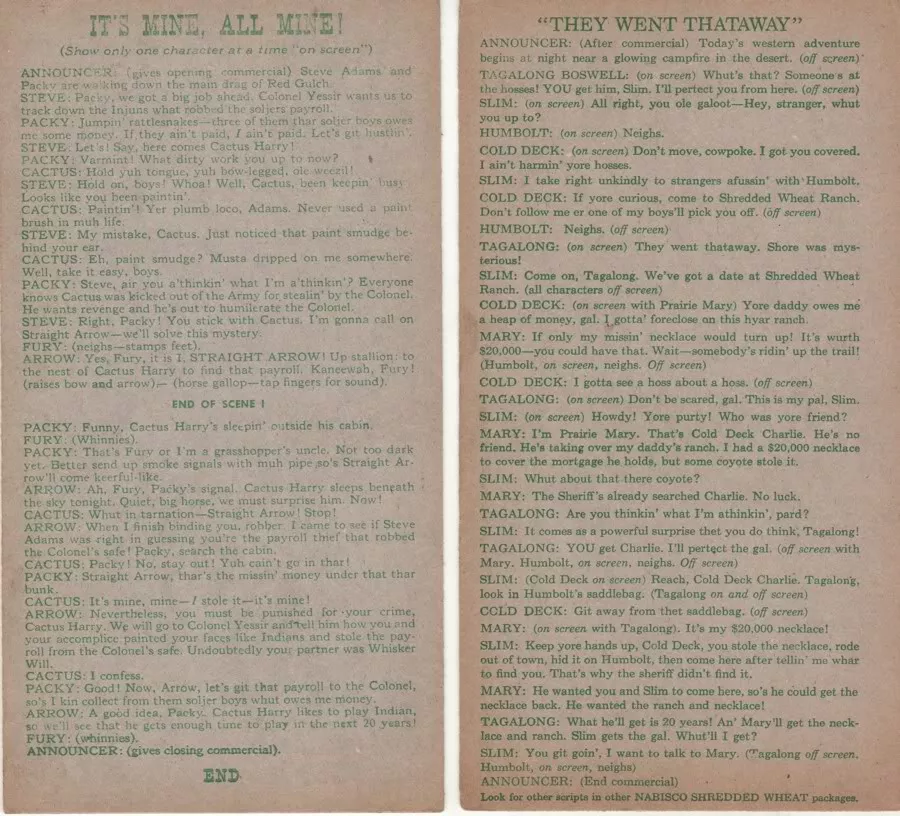 IT'S MINE, ALL MINE!
(Show only one character at a time "on screen")
ANNOUNCER: (gives opening commercial) Steve Adams and
Packy are walking down the main drag of Red Gulch.
STEVE: Packy, we got a big job ahead. Colonel Yessir wants us to
track down the Injuns what robbed the soljers payroll.
PACKY: Jumpin' rattlesnakes—three of them thar soljer boys owes
me some money. If they ain't paid, I ain't paid. Let's git hustlin'.
STEVE: Let's! Say, here comes Cactus Harry!
PACKY: Varmint! What dirty work you up to now?
CACTUS: Hold yuh tongue, yuh bow-legged, ole weezil!
STEVE: Hold on, boys! Whoa! Well, Cactus, been keepin' busy
Looks like you been paintin'.
CACTUS: Paintin'! Yer plumb loco, Adams. Never used a paint
brush in muh life.
STEVE: My mistake, Cactus. Just noticed that paint smudge be-
hind your ear.
CACTUS: Eh, paint smudge? Musta dripped on me somewhere.
Well, take it easy, boys.
PACKY: Steve, air you a'thinkin' what I'm a'thinkin'? Everyone
knows Cactus was kicked out of the Army for stealin' by the Colonel.
He wants revenge and he's out to humilerate the Colonel.
STEVE: Right, Packy! You stick with Cactus. I'm gonna call on
Straight Arrow—we'll solve this mystery.
FURY: (neighs—stamps feet).
ARROW: Yes, Fury, it is I, STRAIGHT ARROW! Up stallion: to
the nest of Cactus Harry to find that payroll. Kaneewah, Fury!
(raises bow and arrow)— (horse gallop—tap fingers for sound).
END OF SCENE I
PACKY: Funny, Cactus Harry's sleepin' outside his cabin.
FURY: (Whinnies).
PACKY: That's Fury or I'm a grasshopper's uncle. Not too dark
yet. Better send up smoke signals with muh pipe so's Straight Ar-
row'll come keerful-like.
ARROW: Ah, Fury, Packy's signal. Cactus Harry sleeps beneath
the sky tonight. Quiet, big horse, we must surprise him. Now!
CACTUS: Whut in tarnation—Straight Arrow! Stop!
ARROW: When I finish binding you, robber. I came to see if Steve
Adams was right in guessing you're the payroll thief that robbed
the Colonel's safe! Packy, search the cabin.
CACTUS: Packy! No, stay out! Yuh cain't go in thar!
PACKY: Straight Arrow, thar's the missin' money under that thar
bunk.
CACTUS: It's mine, mine—I stole it—it's mine!
ARROW: Nevertheless, you must be punished for your crime,
Cactus Harry. We will go to Colonel Yessir and tell him how you and
your accomplice painted your faces like Indians and stole the pay-
roll from the Colonel's safe. Undoubtedly your partner was Whisker
Will.
CACTUS: I confess.
PACKY: Good! Now, Arrow, let's git that payroll to the Colonel,
so's I kin collect from them soljer boys whut owes me money.
ARROW: A good idea, Packy. Cactus Harry likes to play Indian,
so we'll see that he gets enough time to play in the next 20 years!
FURY: (whinnies).
ANNOUNCER: (gives closing commercial).
END
"THEY WENT THATAWAY"
ANNOUNCER: (After commercial) Today's western adventure
begins at night near a glowing campfire in the desert. (off screen)
TAGALONG BOSWELL: (on screen) Whut's that? Someone's at
the hosses! YOU get him, Slim. I'll pertect you from here. (off screen)
SLIM: (on screen) All right, you ole galoot—Hey, stranger, whut
you up to?
HUMBOLT: (on screen) Neighs.
COLD DECK: (on screen) Don't move, cowpoke. I got you covered.
I ain't harmin' yore hosses.
SLIM: I take right unkindly to strangers afussin' with Humbolt.
COLD DECK: If yore curious, come to Shredded Wheat Ranch.
Don't follow me er one of my boys'll pick you off. (off screen)
HUMBOLT: Neighs. (off screen)
TAGALONG: (on screen) They went thataway. Shore was mys-
terious!
SLIM: Come on, Tagalong. We've got a date at Shredded Wheat
Ranch. (all characters off screen)
COLD DECK: (on screen with Prairie Mary) Yore daddy owes me
a heap of money, gal. I gotta! foreclose on this hyar ranch.
MARY: If only my missin' necklace would turn up! It's worth
$20,000—you could have that. Wait—somebody's ridin' up the trail!
(Humbolt, on screen, neighs. Off screen)
COLD DECK: I gotta see a hoss about a hoss. (off screen)
TAGALONG: (on screen) Don't be scared, gal. This is my pal, Slim.
SLIM: (on screen) Howdy! Yore purty! Who was yore friend?
MARY: I'm Prairie Mary. That's Cold Deck Charlie. He's no
friend. He's taking over my daddy's ranch. I had a $20,000 necklace
to cover the mortgage he holds, but some coyote stole it.
SLIM: Whut about that there coyote?
MARY: The Sheriff's already searched Charlie. No luck.
TAGALONG: Are you thinkin' what I'm athinkin', pard?
SLIM: It comes as a powerful surprise thet you do think, Tagalong!
TAGALONG: YOU get Charlie. I'll pertect the gal. (off screen with
Mary. Humbolt, on screen, neighs. Off screen)
SLIM: (Cold Deck on screen) Reach, Cold Deck Charlie. Tagalong,
look in Humbolt's saddlebag. (Tagalong on and off screen)
COLD DECK: Git away from thet saddlebag. (off screen)
MARY: (on screen with Tagalong). It's my $20,000 necklace!
SLIM: Keep yore hands up, Cold Deck, you stole the necklace, rode
out of town, hid it on Humbolt, then come here after tellin' me whar
to find you. That's why the sheriff didn't find it.
MARY: He wanted you and Slim to come here, so's he could get the
necklace back. He wanted the ranch and necklace!
TAGALONG: What he'll get is 20 years! An' Mary'll get the neck-
lace and ranch. Slim gets the gal. Whut'll I get?
SLIM: You git goin', I want to talk to Mary. (Tagalong off screen,
Humbolt, on screen, neighs)
ANNOUNCER: (End commercial)
Look for other scripts in other NABISCO SHREDDED WHEAT packages.